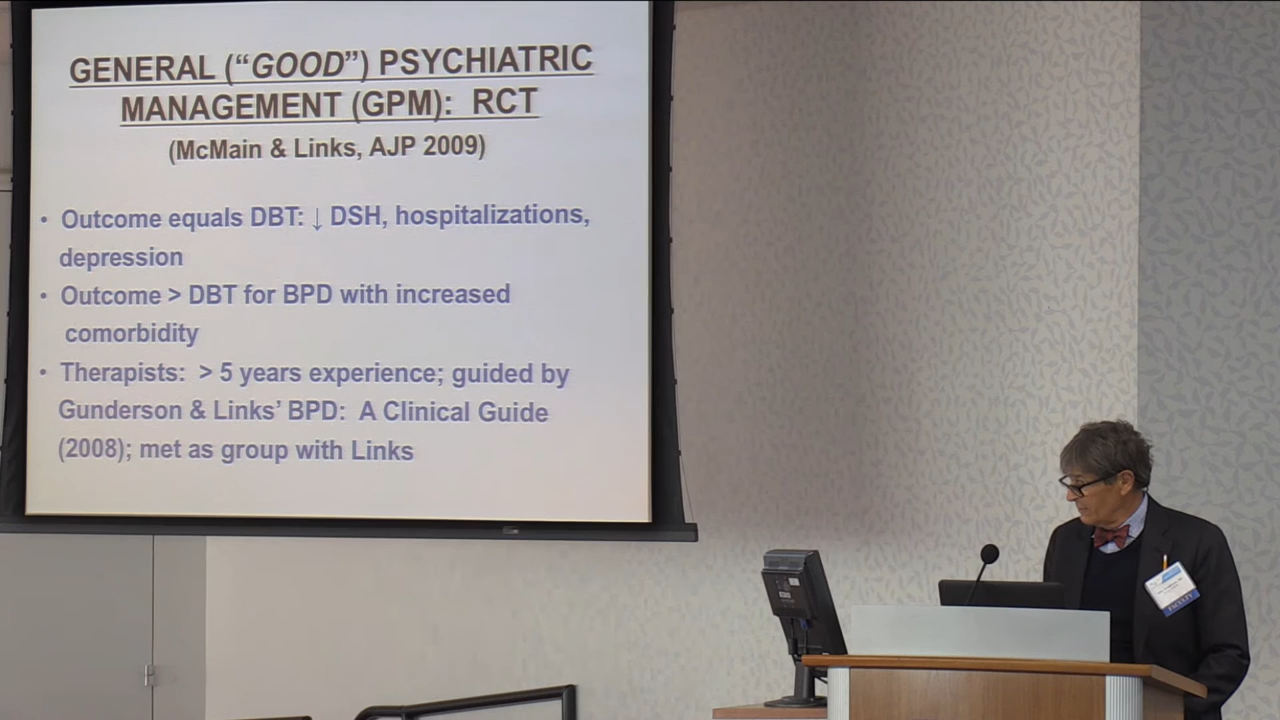 GENERAL (“GOOD”) PSYCHIATRIC
MANAGEMENT (GPM): RCT
(McMain & Links, AJP 2009)
• Outcome equals DBT: ↓ DSH, hospitalizations,
depression
• Outcome > DBT for BPD with increased
comorbidity
• Therapists: > 5 years experience; guided by
Gunderson & Links’ BPD: A Clinical Guide
(2008); met as group with Links
FACULTY